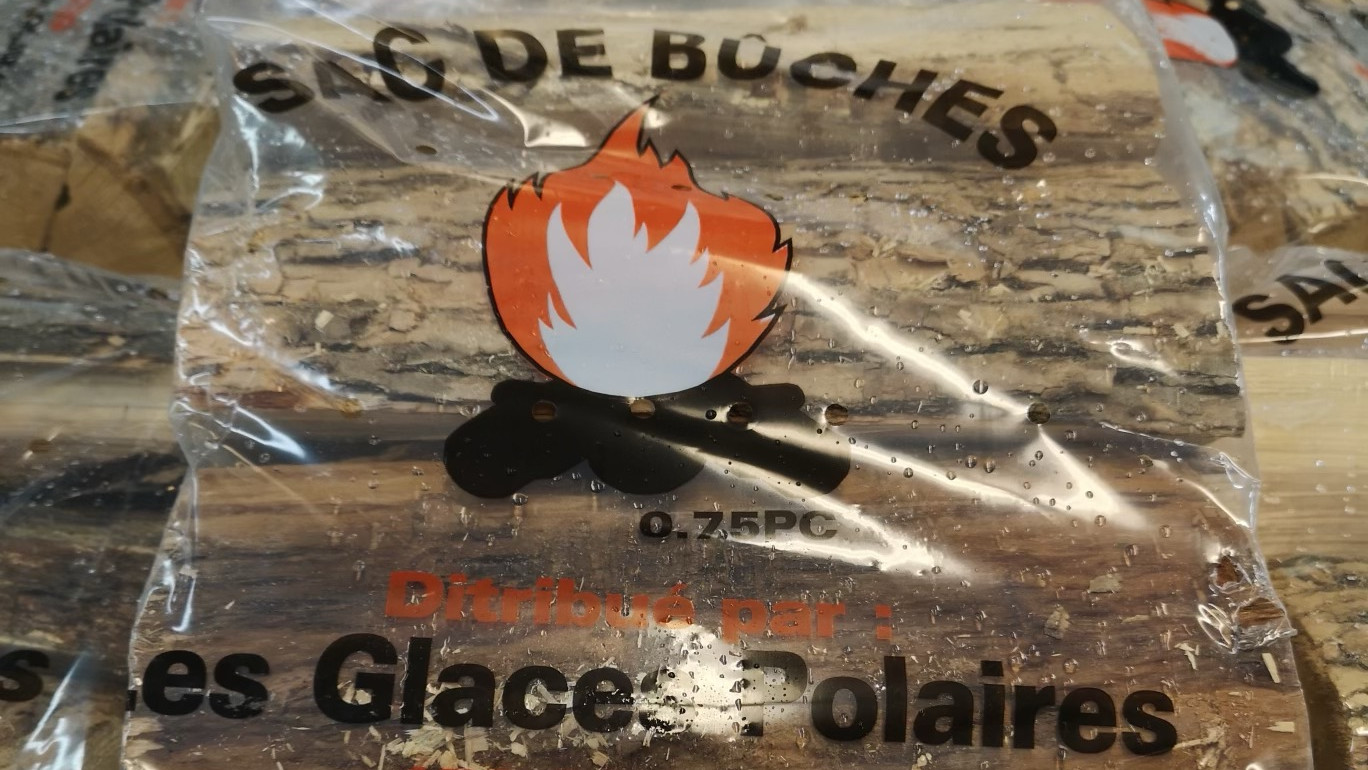 SAC DE BÛCHES
0.75PC
Ditribué par :
Les Glaces Polaires